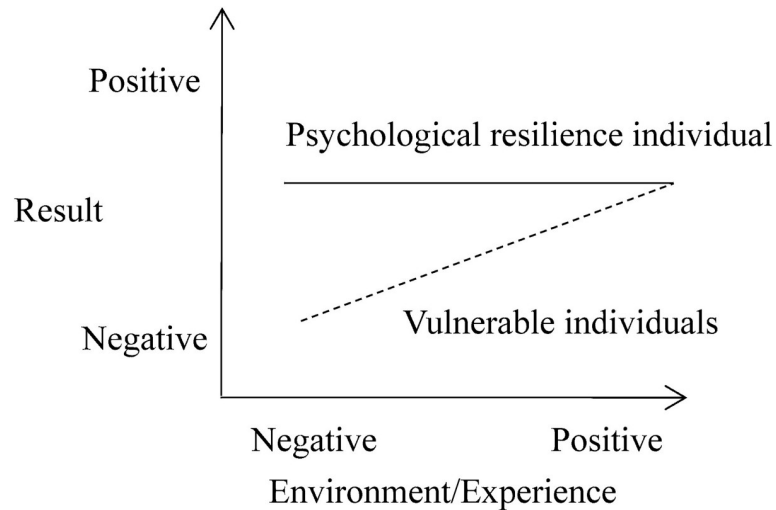 Positive
Psychological resilience individual
Result
Vulnerable individuals
Negative
Negative Positive
Environment/Experience